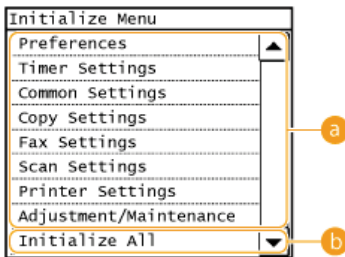 Initialize Menu
Preferences
Timer Settings
Common Settings
Copy Settings
Fax Settings
Scan Settings
Printer Settings
Adjustment/Maintenance
Initialize All
a
b